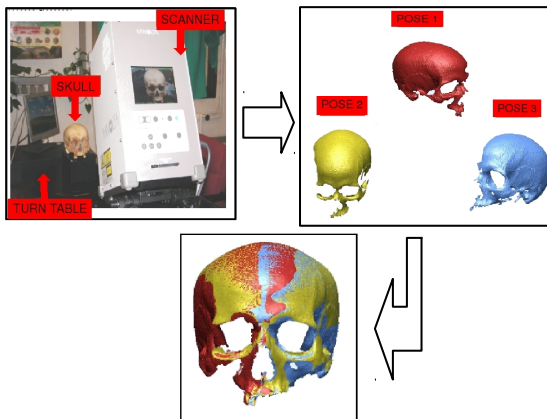 SCANNER
SKULL
TURN TABLE
POSE 1
POSE 2
POSE 3